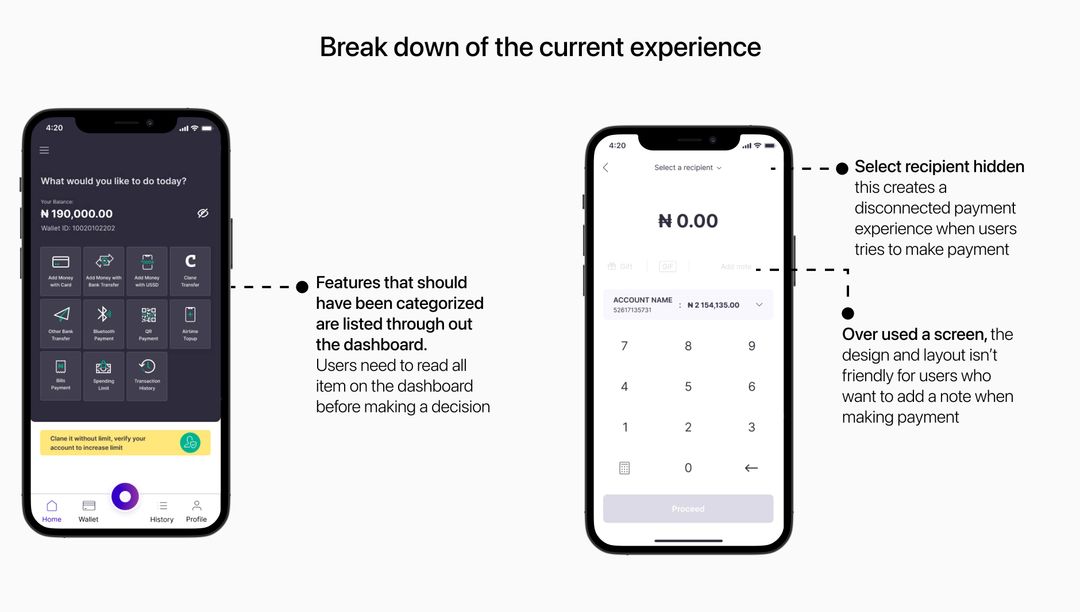 Break down of the current experience
4:20
What would you like to do today?
Your Balance:
₦ 190,000.00
Wallet ID: 10020102202
Add Money
with Card
Add Money with
Bank Transfer
Add Money
with USSD
C
Clane
Transfer
Other Bank
Transfer
Bluetooth
Payment
QR
Payment
Airtime
Topup
Bills
Payment
Spending
Limit
Transaction
History
Clane it without limit, verify your
account to increase limit
Home
Wallet
History
Profile
Features that should
have been categorized
are listed through out
the dashboard.
Users need to read all
item on the dashboard
before making a decision
4:20
Select a recipient
₦ 0.00
Gift
GIF
Add note
ACCOUNT NAME : ₦ 2 154,135.00
52617135731
7 8 9
4 5 6
1 2 3
0
Proceed
Select recipient hidden
this creates a
disconnected payment
experience when users
tries to make payment
Over used a screen, the
design and layout isn’t
friendly for users who
want to add a note when
making payment